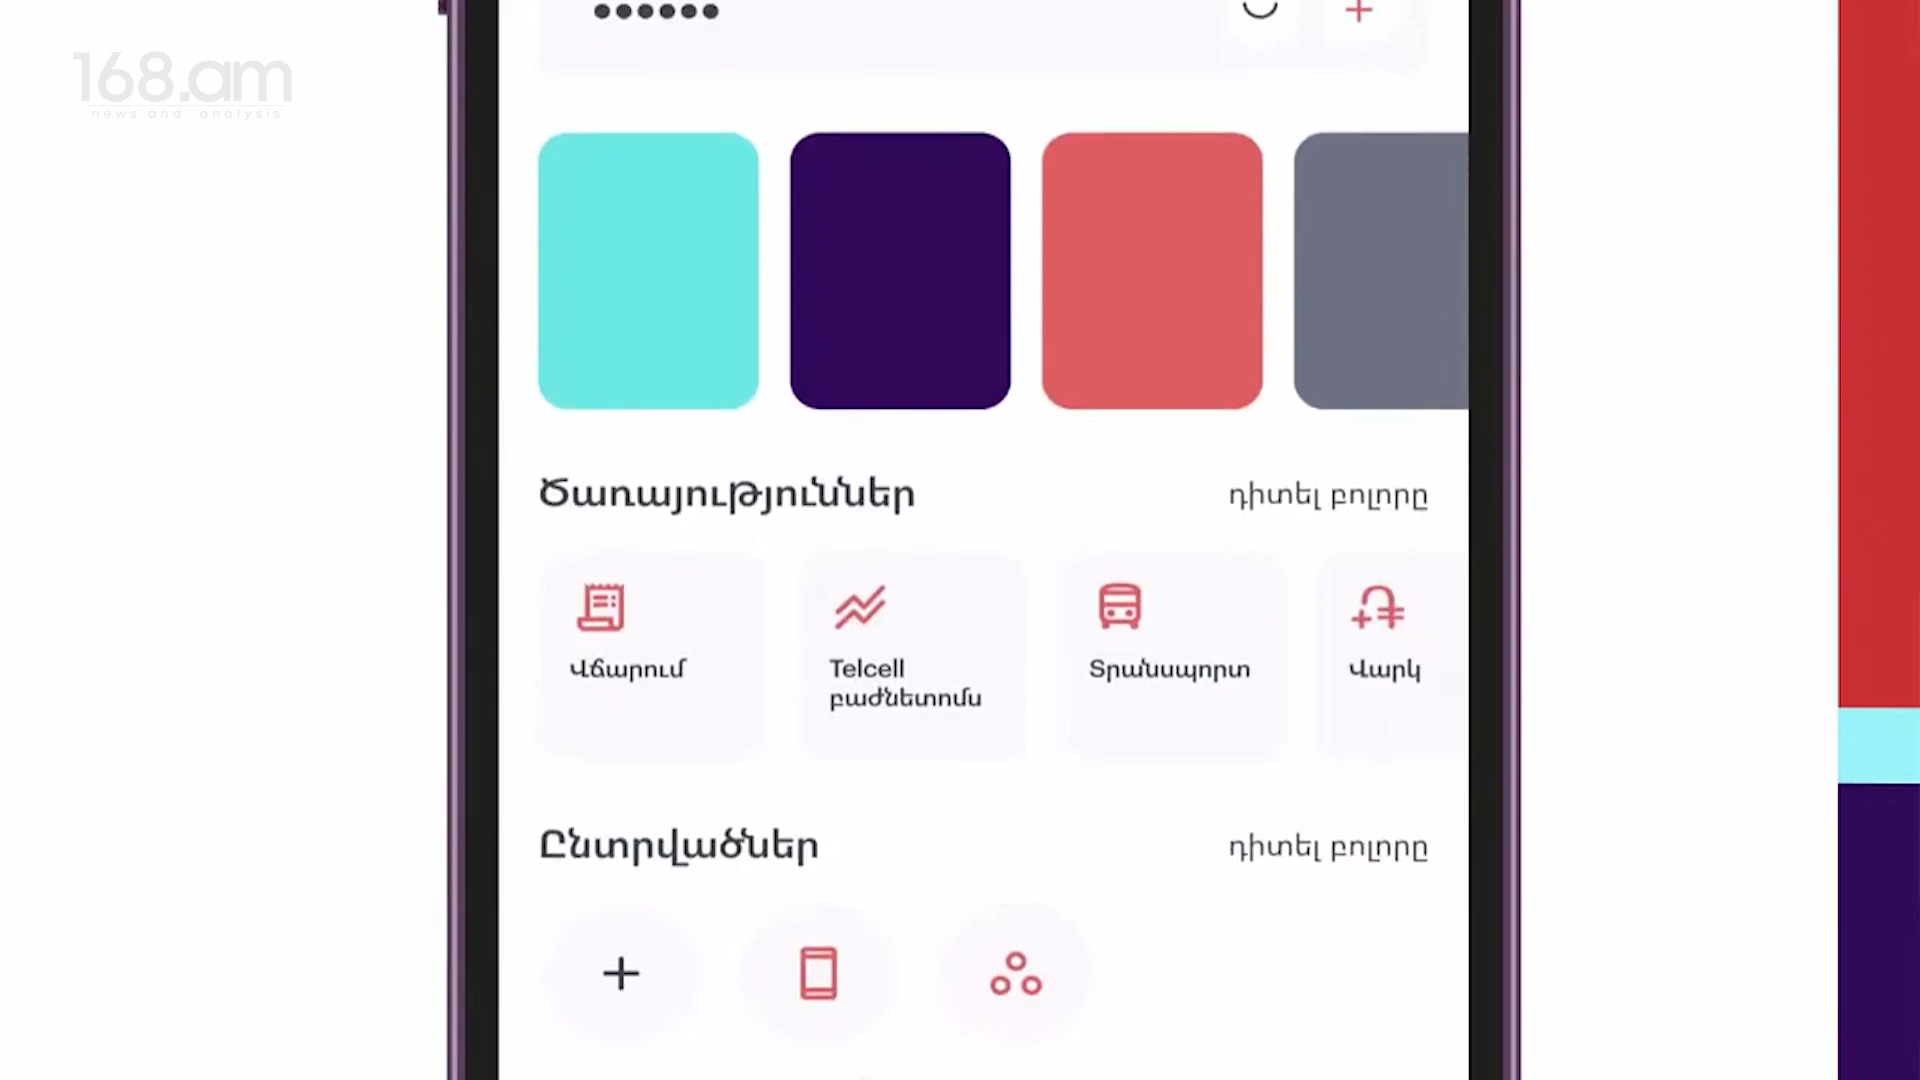 168.am
news and analysis
Ծառայություններ
դիտել բոլորը
Վճարում
Telcell
բաժնետոմս
Տրանսպորտ
Վարկ
Ընտրվածներ
դիտել բոլորը